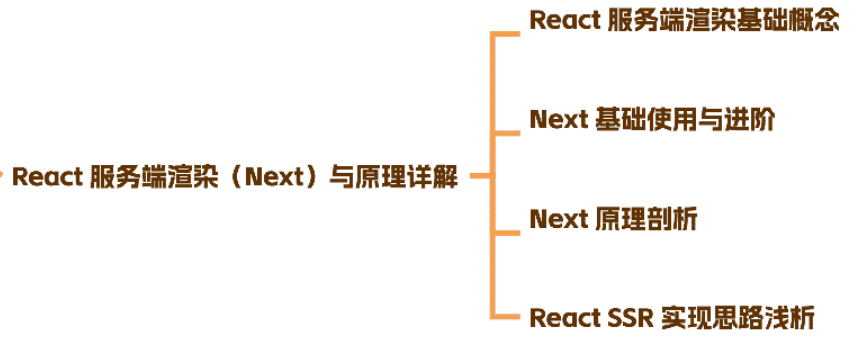 React 服务端渲染（Next）与原理详解
React 服务端渲染基础概念
Next 基础使用与进阶
Next 原理剖析
React SSR 实现思路浅析